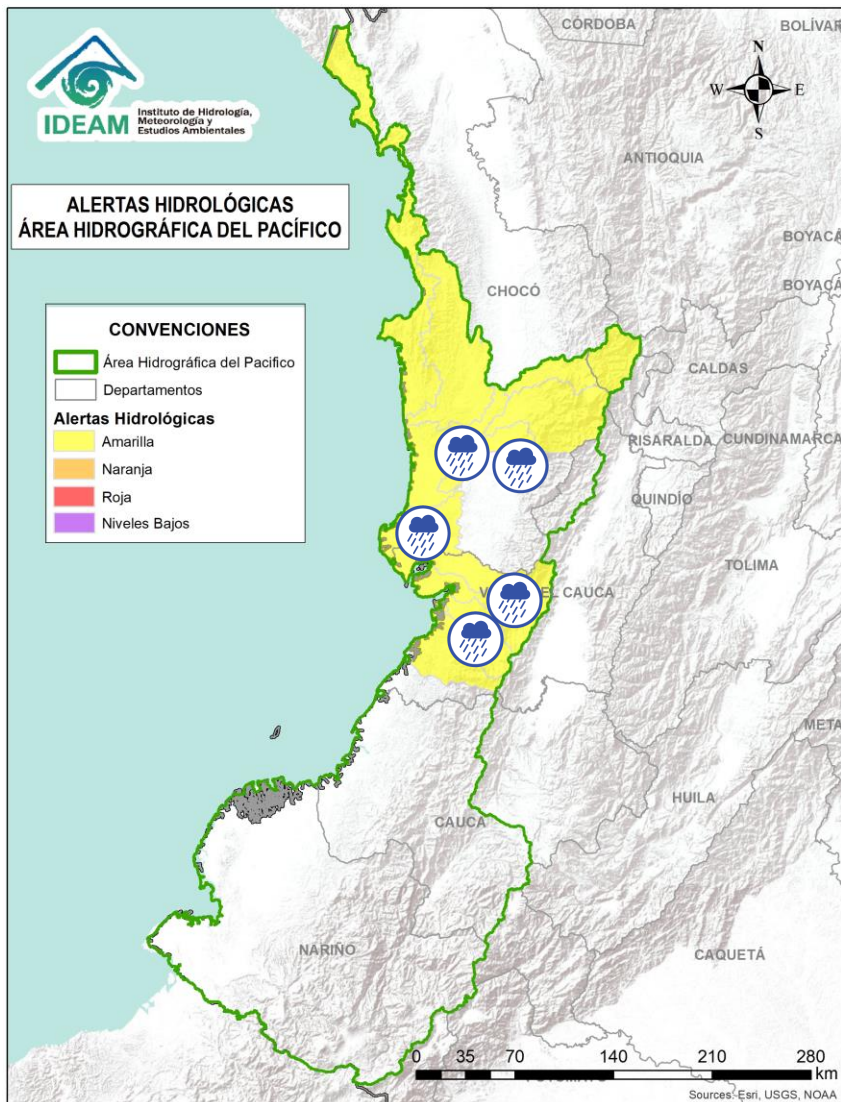 CÓRDOBA
BOLÍVAR
IDEAM
Instituto de Hidrología,
Meteorología y
Estudios Ambientales
N
W E
S
ANTIOQUIA
ALERTAS HIDROLÓGICAS
ÁREA HIDROGRÁFICA DEL PACÍFICO
BOYACÁ
BOYACÁ
CHOCÓ
CONVENCIONES
Área Hidrográfica del Pacifico
Departamentos
Alertas Hidrológicas
Amarilla
Naranja
Roja
Niveles Bajos
CALDAS
RISARALDA
CUNDINAMARCA
QUINDÍO
TOLIMA
EL CAUCA
META
HUILA
CAUCA
NARIÑO
CAQUETÁ
0 35 70 140 210 280
km
Sources: Esri, USGS, NOAA